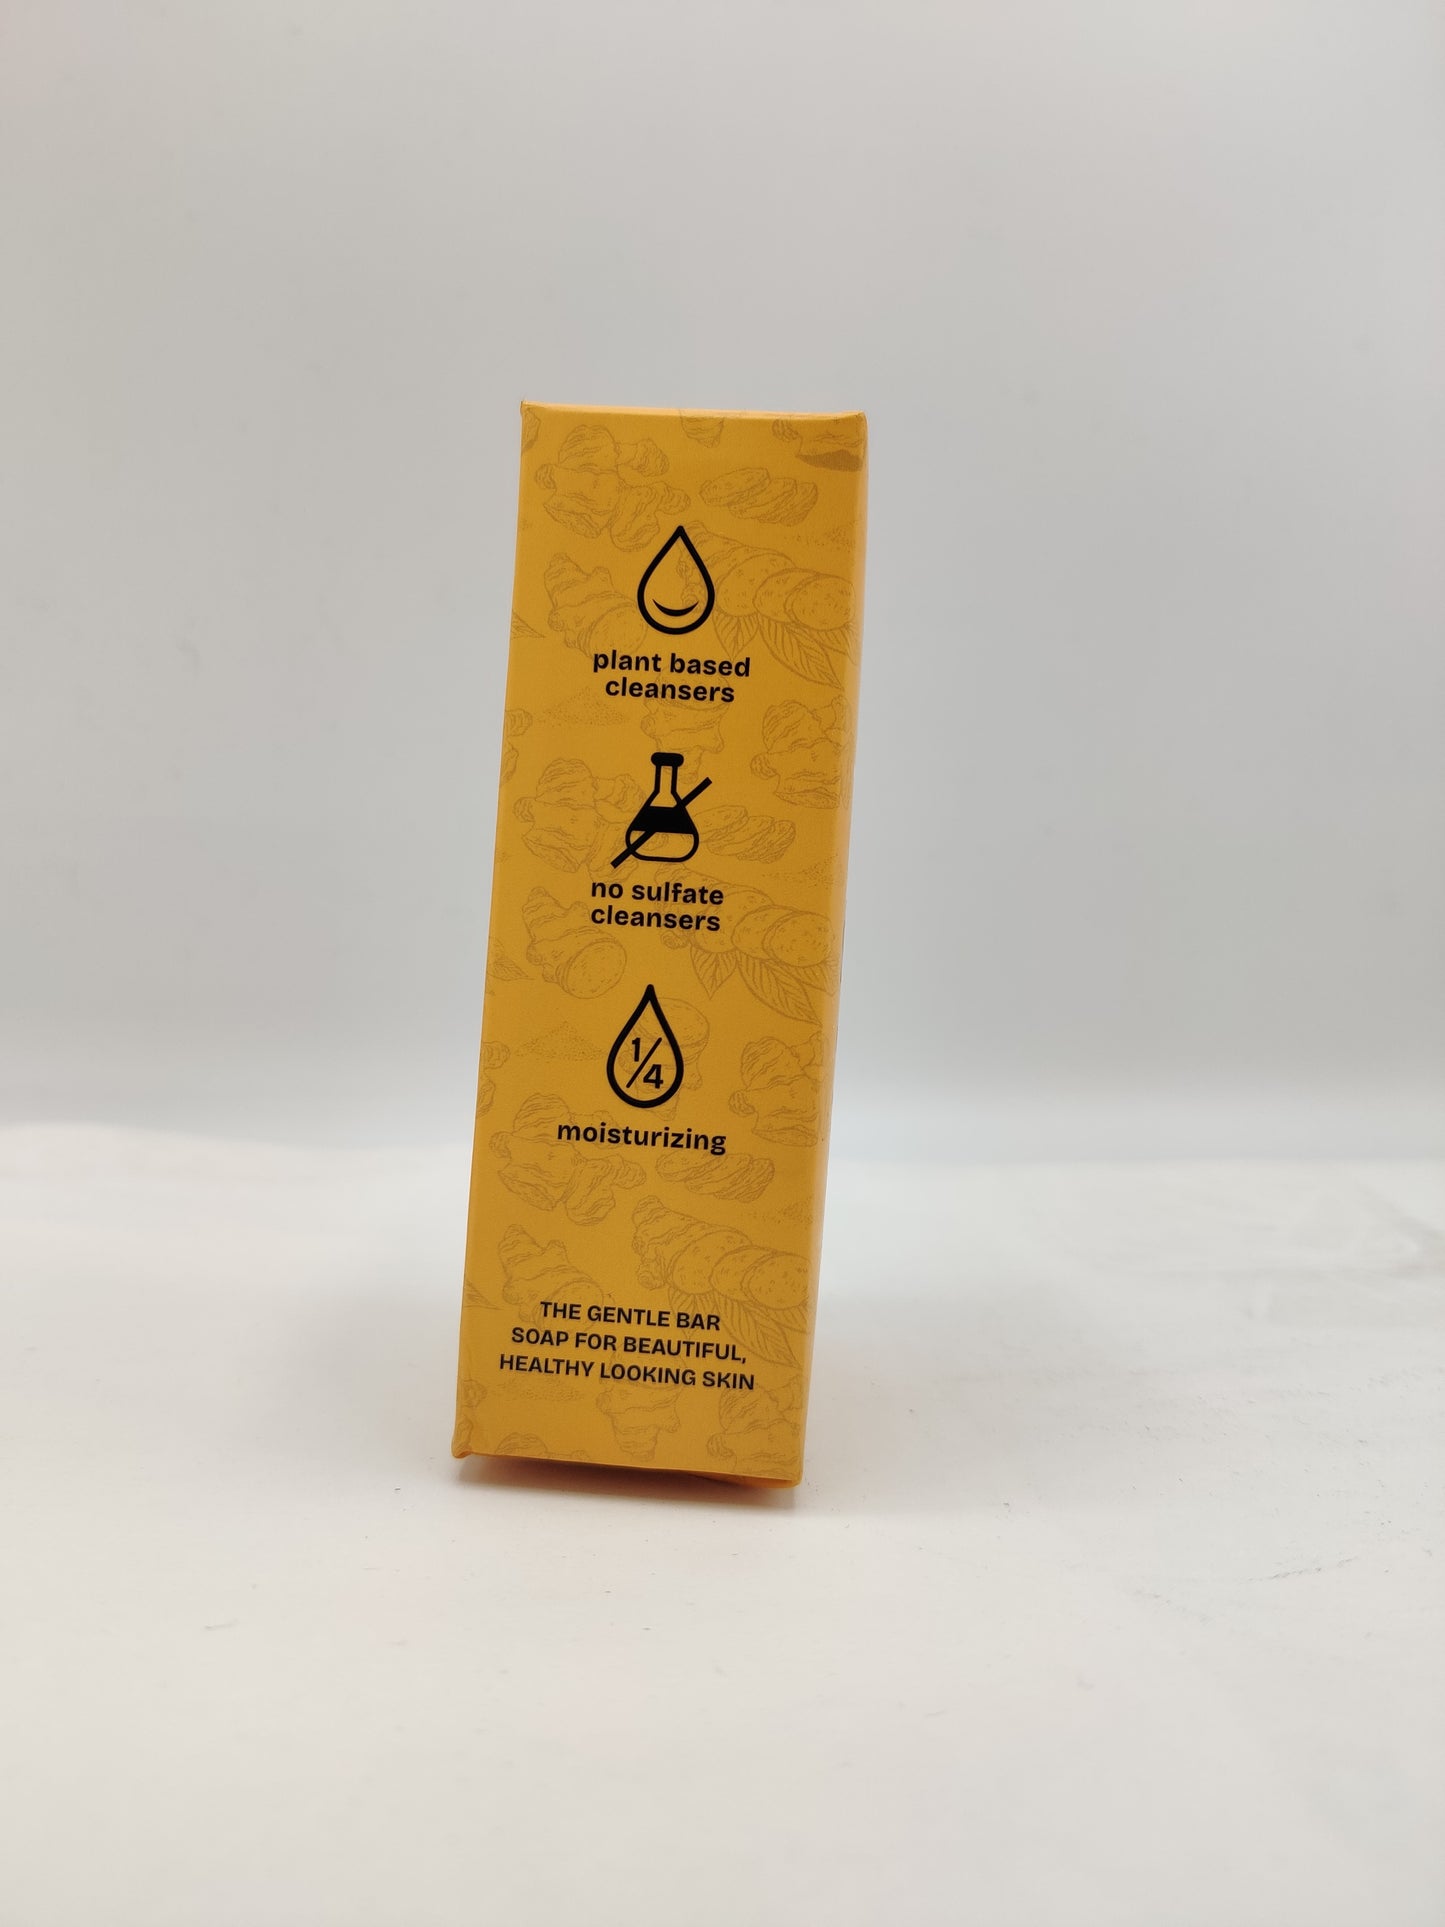 plant based
cleansers
no sulfate
cleansers
1/4
moisturizing
THE GENTLE BAR
SOAP FOR BEAUTIFUL,
HEALTHY LOOKING SKIN